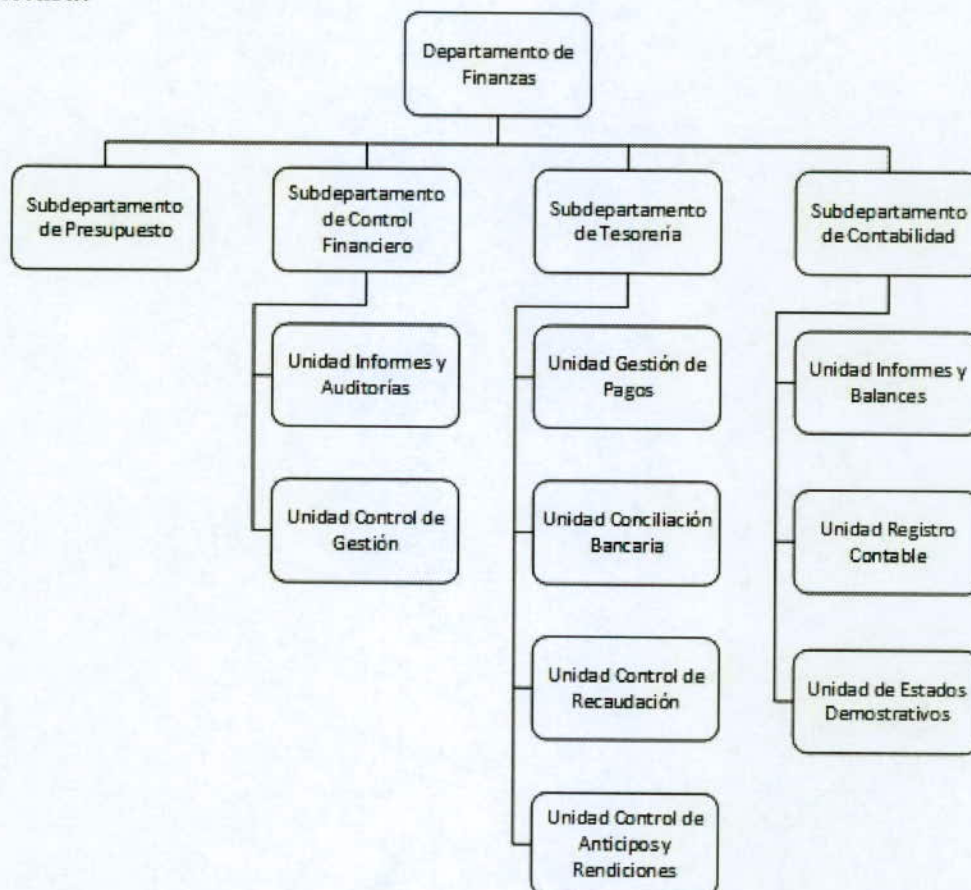 Departamento de
Finanzas
Subdepartamento
de Presupuesto
Subdepartamento
de Control
Financiero
Subdepartamento
de Tesorería
Subdepartamento
de Contabilidad
Unidad Informes y
Auditorías
Unidad Gestión de
Pagos
Unidad Informes y
Balances
Unidad Control de
Gestión
Unidad Conciliación
Bancaria
Unidad Registro
Contable
Unidad Control de
Recaudación
Unidad de Estados
Demostrativos
Unidad Control de
Anticipos y
Rendiciones